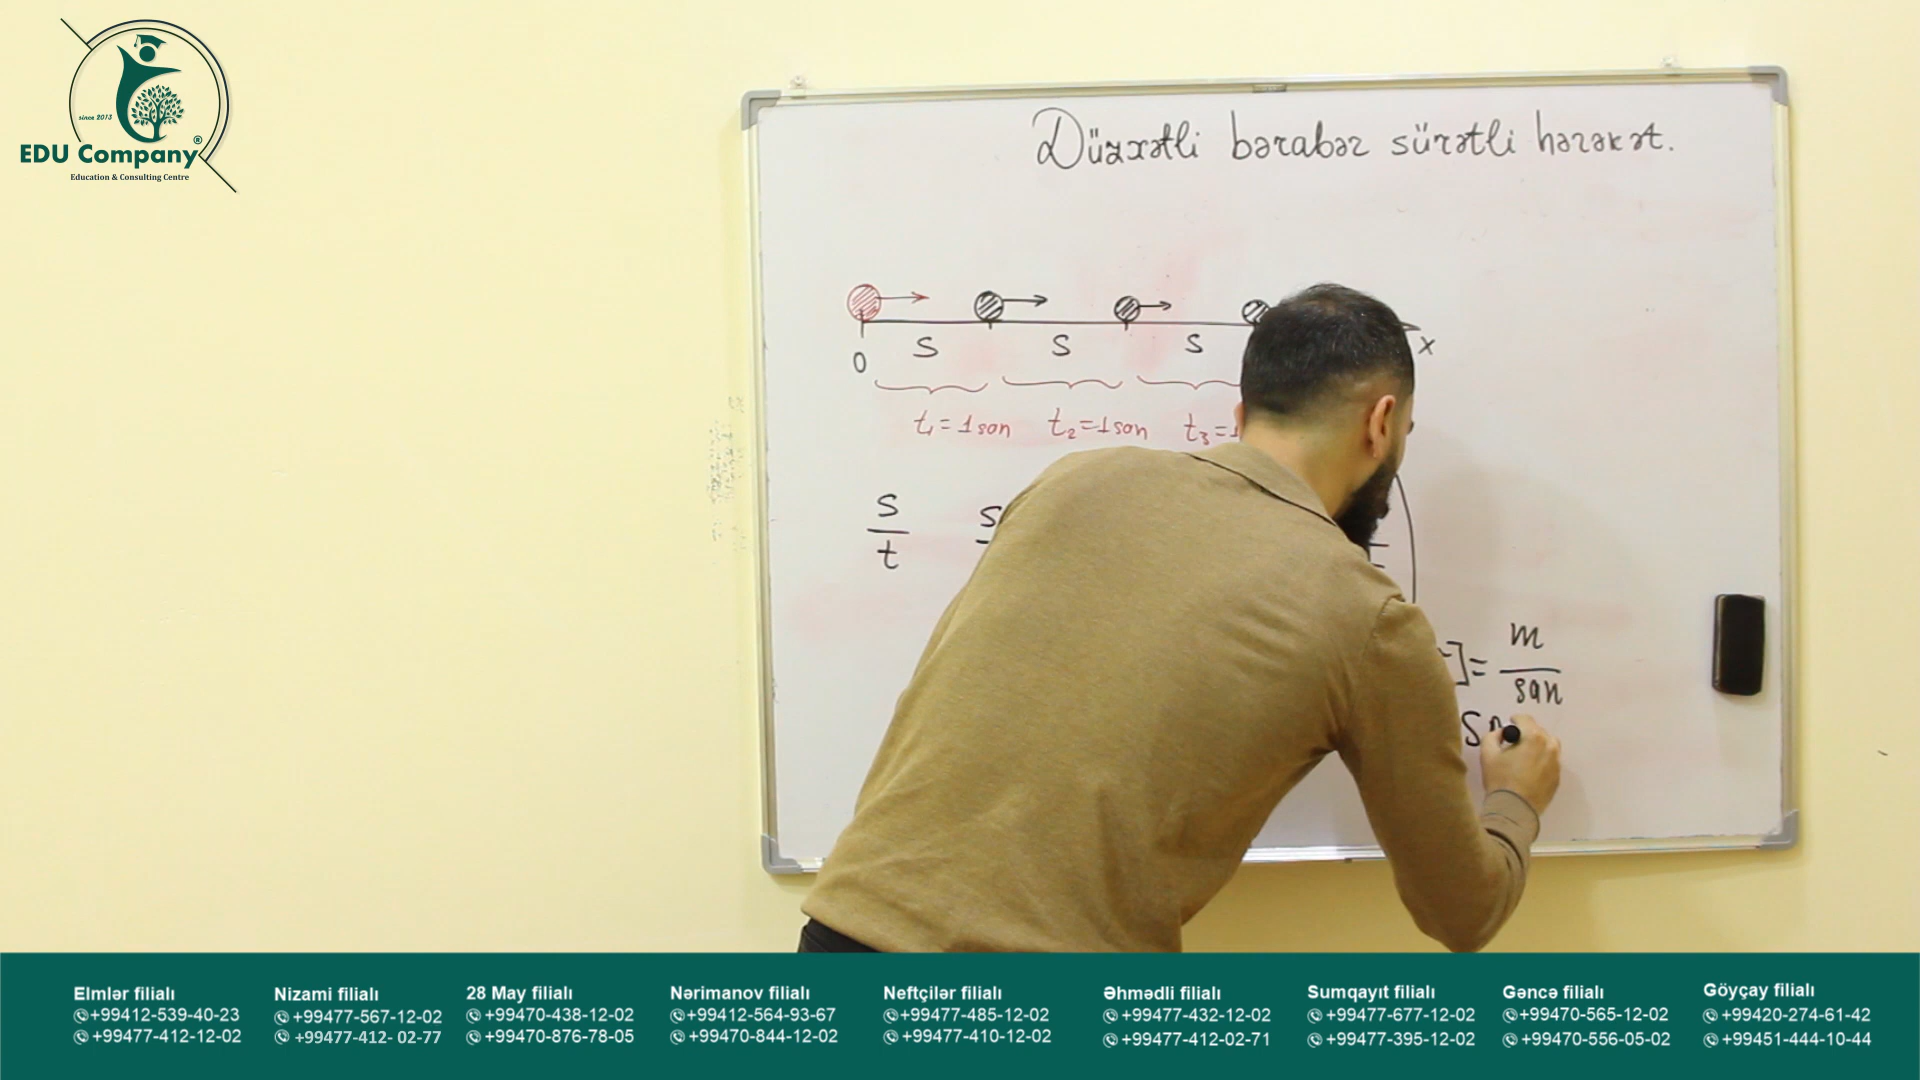 since 2013
EDU Company®
Education & Consulting Centre
Düzxətli bərabər sürətli hərəkət.
0 S S S x
t₁=1san t₂=1san t₃=1
S
t
S
]= m
san
S
Elmlər filialı
+99412-539-40-23
+99477-412-12-02
Nizami filialı
+99477-567-12-02
+99477-412- 02-77
28 May filialı
+99470-438-12-02
+99470-876-78-05
Nərimanov filialı
+99412-564-93-67
+99470-844-12-02
Neftçilər filialı
+99477-485-12-02
+99477-410-12-02
Əhmədli filialı
+99477-432-12-02
+99477-412-02-71
Sumqayıt filialı
+99477-677-12-02
+99477-395-12-02
Gəncə filialı
+99470-565-12-02
+99470-556-05-02
Göyçay filialı
+99420-274-61-42
+99451-444-10-44